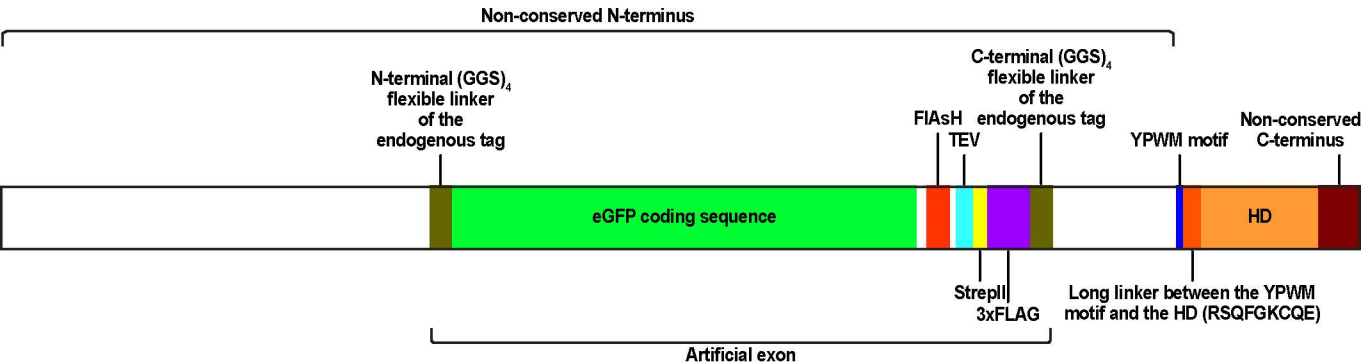 Non-conserved N-terminus
N-terminal (GGS)4
flexible linker
of the
endogenous tag
C-terminal (GGS)4
flexible linker
of the
endogenous tag
FlAsH
TEV
YPWM motif
Non-conserved
C-terminus
eGFP coding sequence
HD
StrepII
3xFLAG
Long linker between the YPWM
motif and the HD (RSQFGKCQE)
Artificial exon